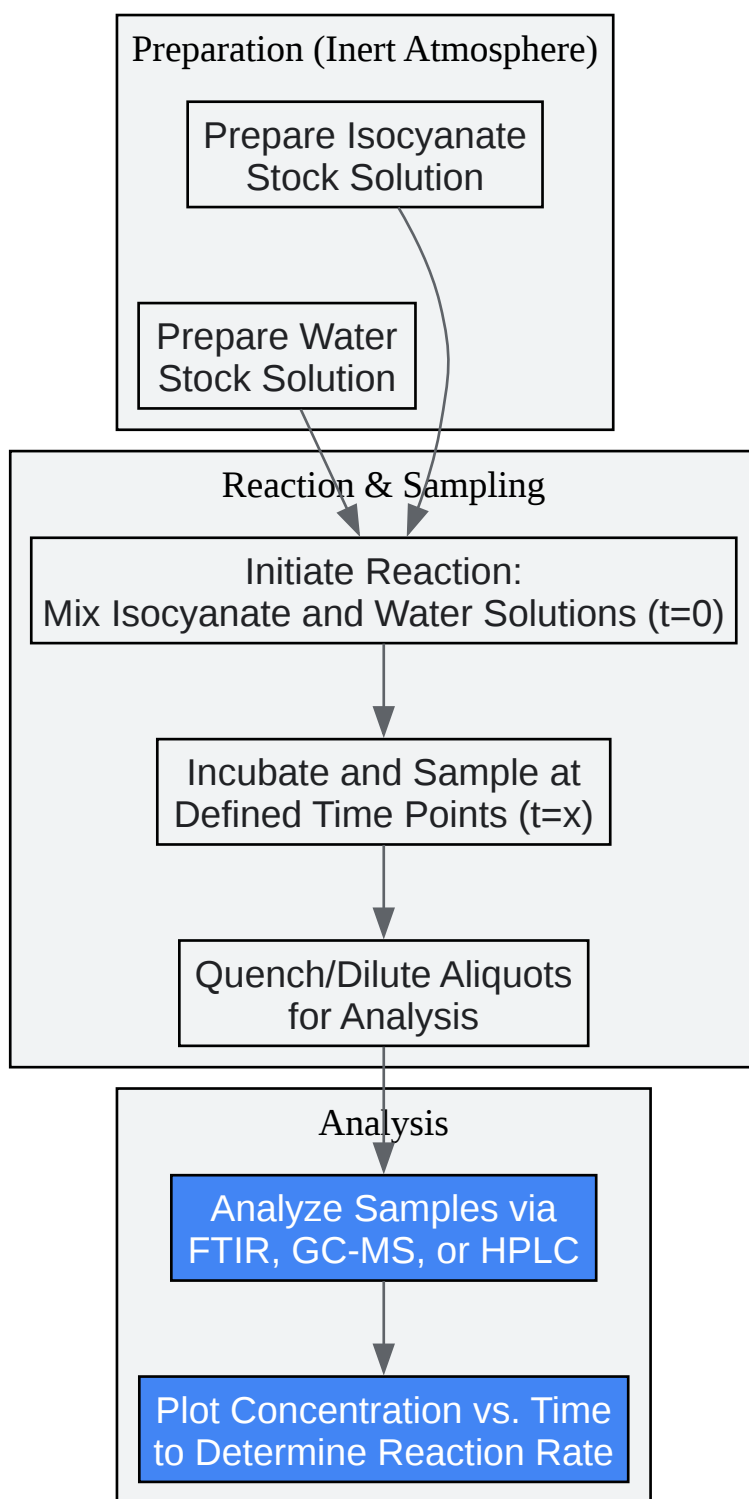 Preparation (Inert Atmosphere)
Prepare Isocyanate
Stock Solution
Prepare Water
Stock Solution
Reaction & Sampling
Initiate Reaction:
Mix Isocyanate and Water Solutions (t=0)
Incubate and Sample at
Defined Time Points (t=x)
Quench/Dilute Aliquots
for Analysis
Analysis
Analyze Samples via
FTIR, GC-MS, or HPLC
Plot Concentration vs. Time
to Determine Reaction Rate